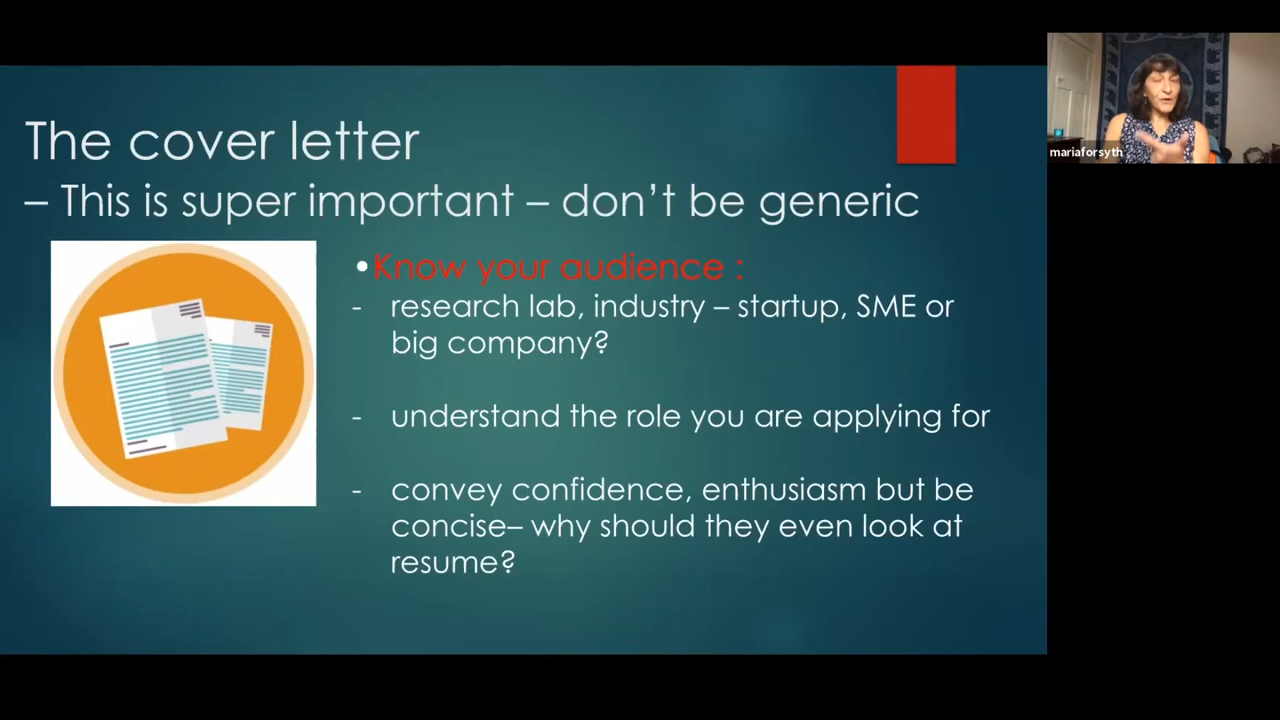 The cover letter
– This is super important – don’t be generic
•Know your audience :
- research lab, industry – startup, SME or
big company?
- understand the role you are applying for
- convey confidence, enthusiasm but be
concise– why should they even look at
resume?
mariaforsyth